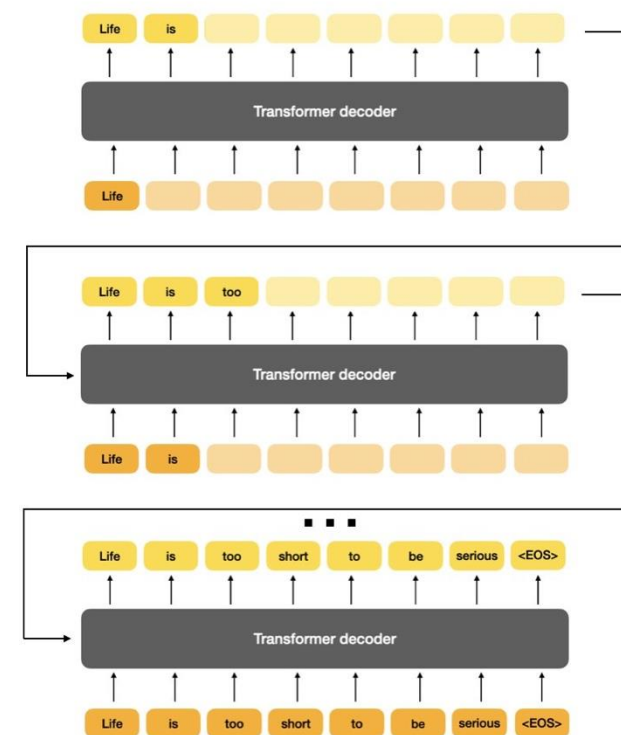 Life is
Transformer decoder
Life
Life is too
Transformer decoder
Life is
...
Life is too short to be serious <EOS>
Transformer decoder
Life is too short to be serious <EOS>